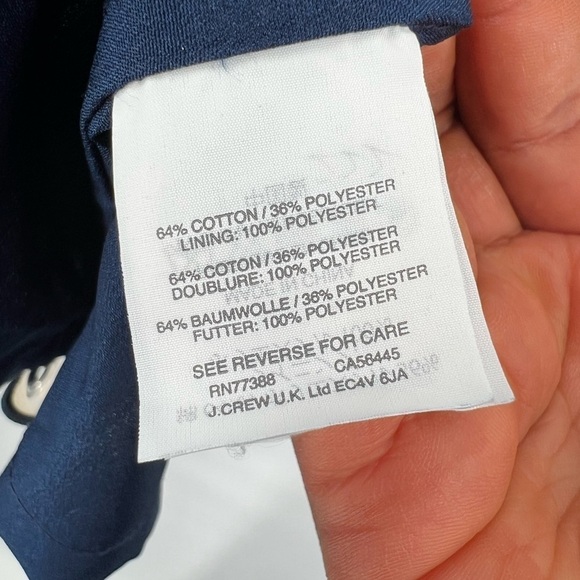 64% COTTON / 36% POLYESTER
LINING: 100% POLYESTER
64% COTON / 36% POLYESTER
DOUBLURE: 100% POLYESTER
64% BAUMWOLLE / 36% POLYESTER
FUTTER: 100% POLYESTER
SEE REVERSE FOR CARE
RN77388 CA56445
J.CREW U.K. Ltd EC4V 6JA